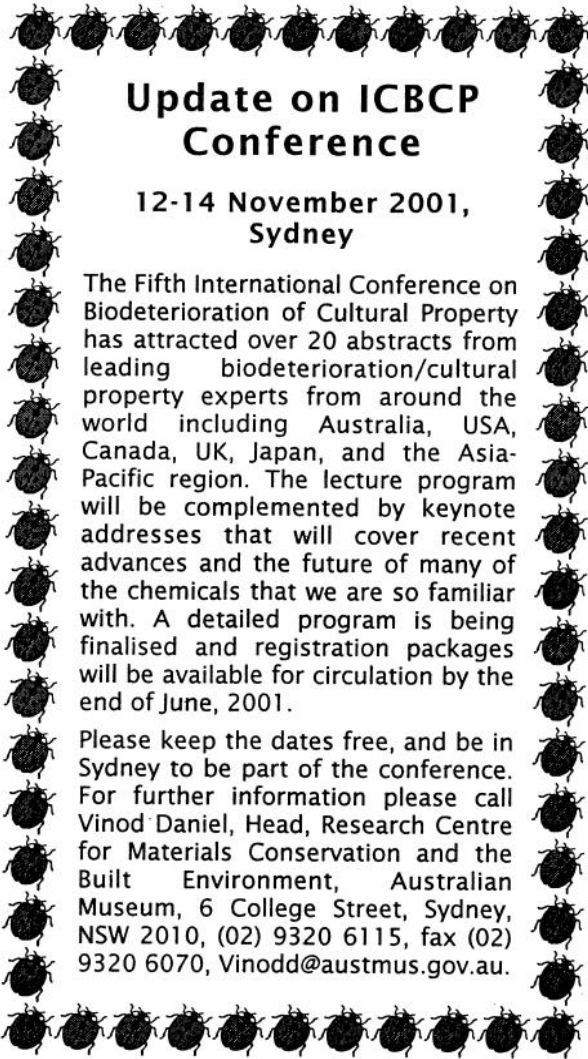 Update on ICBCP
Conference
12-14 November 2001,
Sydney
The Fifth International Conference on
Biodeterioration of Cultural Property
has attracted over 20 abstracts from
leading biodeterioration/cultural
property experts from around the
world including Australia, USA,
Canada, UK, Japan, and the Asia-
Pacific region. The lecture program
will be complemented by keynote
addresses that will cover recent
advances and the future of many of
the chemicals that we are so familiar
with. A detailed program is being
finalised and registration packages
will be available for circulation by the
end of June, 2001.
Please keep the dates free, and be in
Sydney to be part of the conference.
For further information please call
Vinod Daniel, Head, Research Centre
for Materials Conservation and the
Built Environment, Australian
Museum, 6 College Street, Sydney,
NSW 2010, (02) 9320 6115, fax (02)
9320 6070, Vinodd@austmus.gov.au.